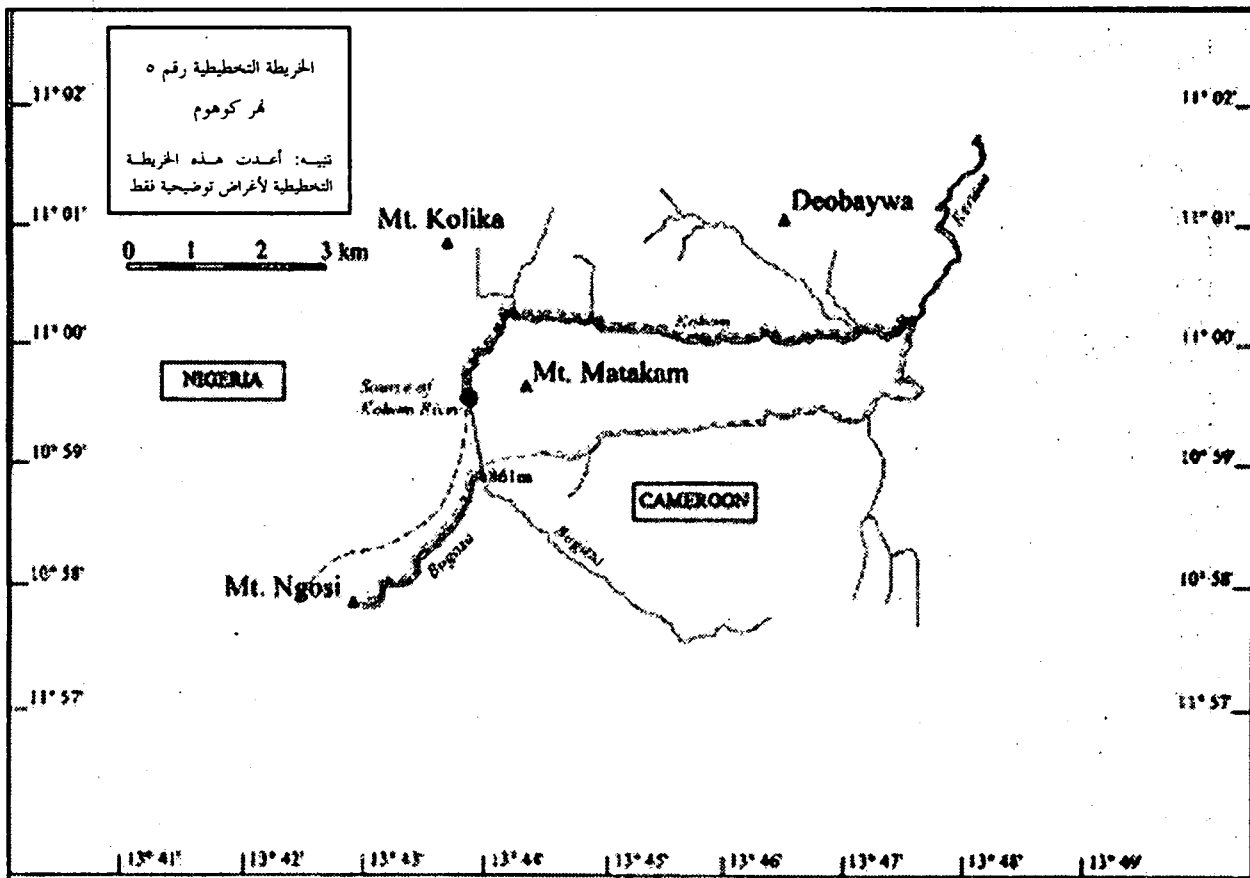 الخريطة التخطيطية رقم ٥
نهر كوهوم
تنبيه: أعدت هذه الخريطة
التخطيطية لأغراض توضيحية فقط
0 1 2 3 km
11° 02'
11° 02'
11° 01'
11° 01'
11° 00'
11° 00'
10° 59'
10° 59'
10° 58'
10° 58'
11° 57'
11° 57'
Mt. Kolika
Deobaywa
Kohom
NIGERIA
Source of
Kohom River
Mt. Matakam
861m
CAMEROON
Bogaza
Mt. Ngosi
13° 41'
13° 42'
13° 43'
13° 44'
13° 45'
13° 46'
13° 47'
13° 48'
13° 49'